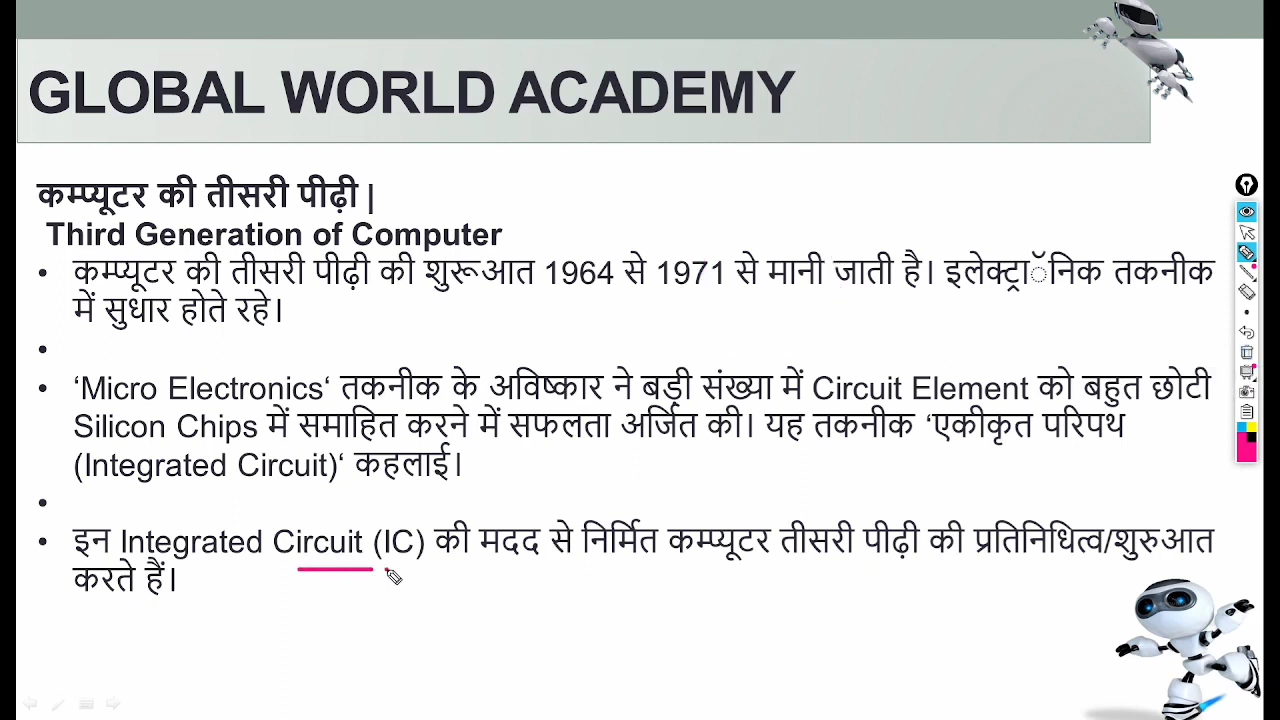 GLOBAL WORLD ACADEMY
कम्प्यूटर की तीसरी पीढ़ी |
Third Generation of Computer
• कम्प्यूटर की तीसरी पीढ़ी की शुरूआत 1964 से 1971 से मानी जाती है। इलेक्ट्राॅनिक तकनीक
में सुधार होते रहे।
•
• ‘Micro Electronics‘ तकनीक के अविष्कार ने बड़ी संख्या में Circuit Element को बहुत छोटी
Silicon Chips में समाहित करने में सफलता अर्जित की। यह तकनीक ‘एकीकृत परिपथ
(Integrated Circuit)‘ कहलाई।
•
• इन Integrated Circuit (IC) की मदद से निर्मित कम्प्यूटर तीसरी पीढ़ी की प्रतिनिधित्व/शुरुआत
करते हैं।